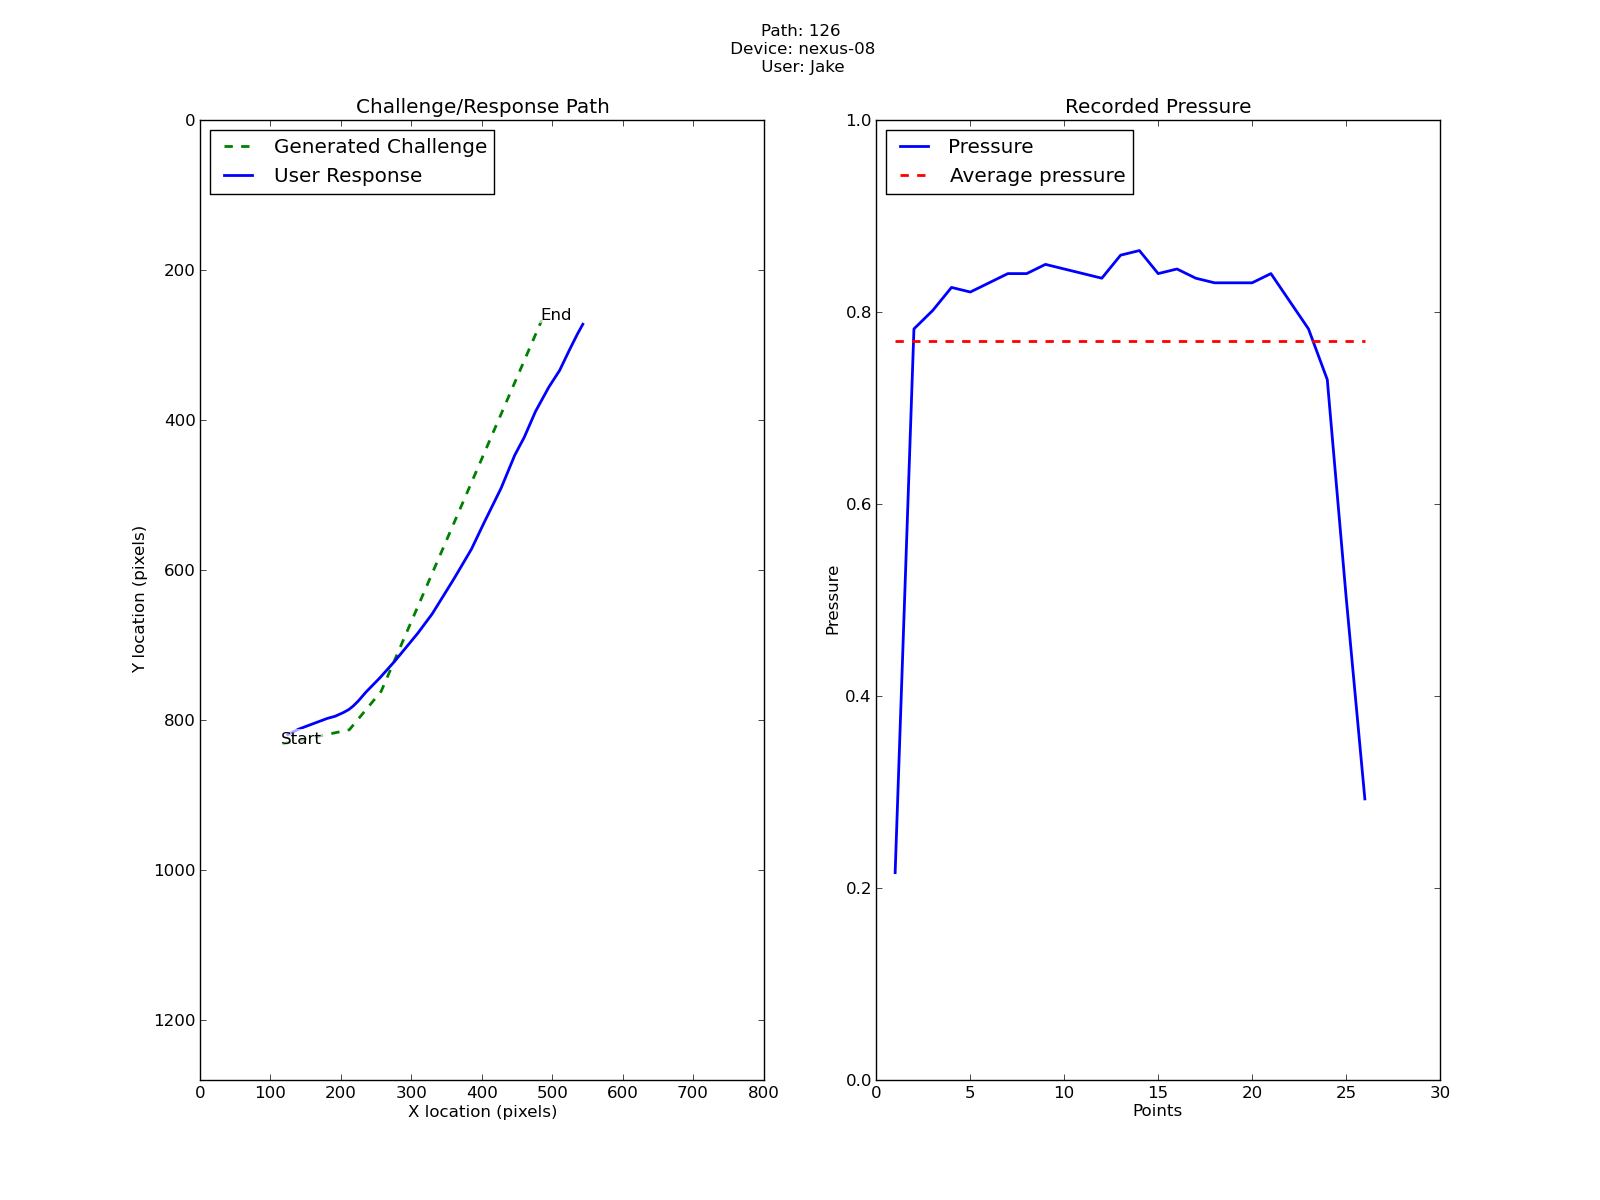 Path: 126
Device: nexus-08
User: Jake
Challenge/Response Path
Generated Challenge
User Response
0
200
400
600
800
1000
1200
Y location (pixels)
End
Start
0 100 200 300 400 500 600 700 800
X location (pixels)
Recorded Pressure
Pressure
Average pressure
1.0
0.8
0.6
0.4
0.2
0.0
Pressure
0 5 10 15 20 25 30
Points